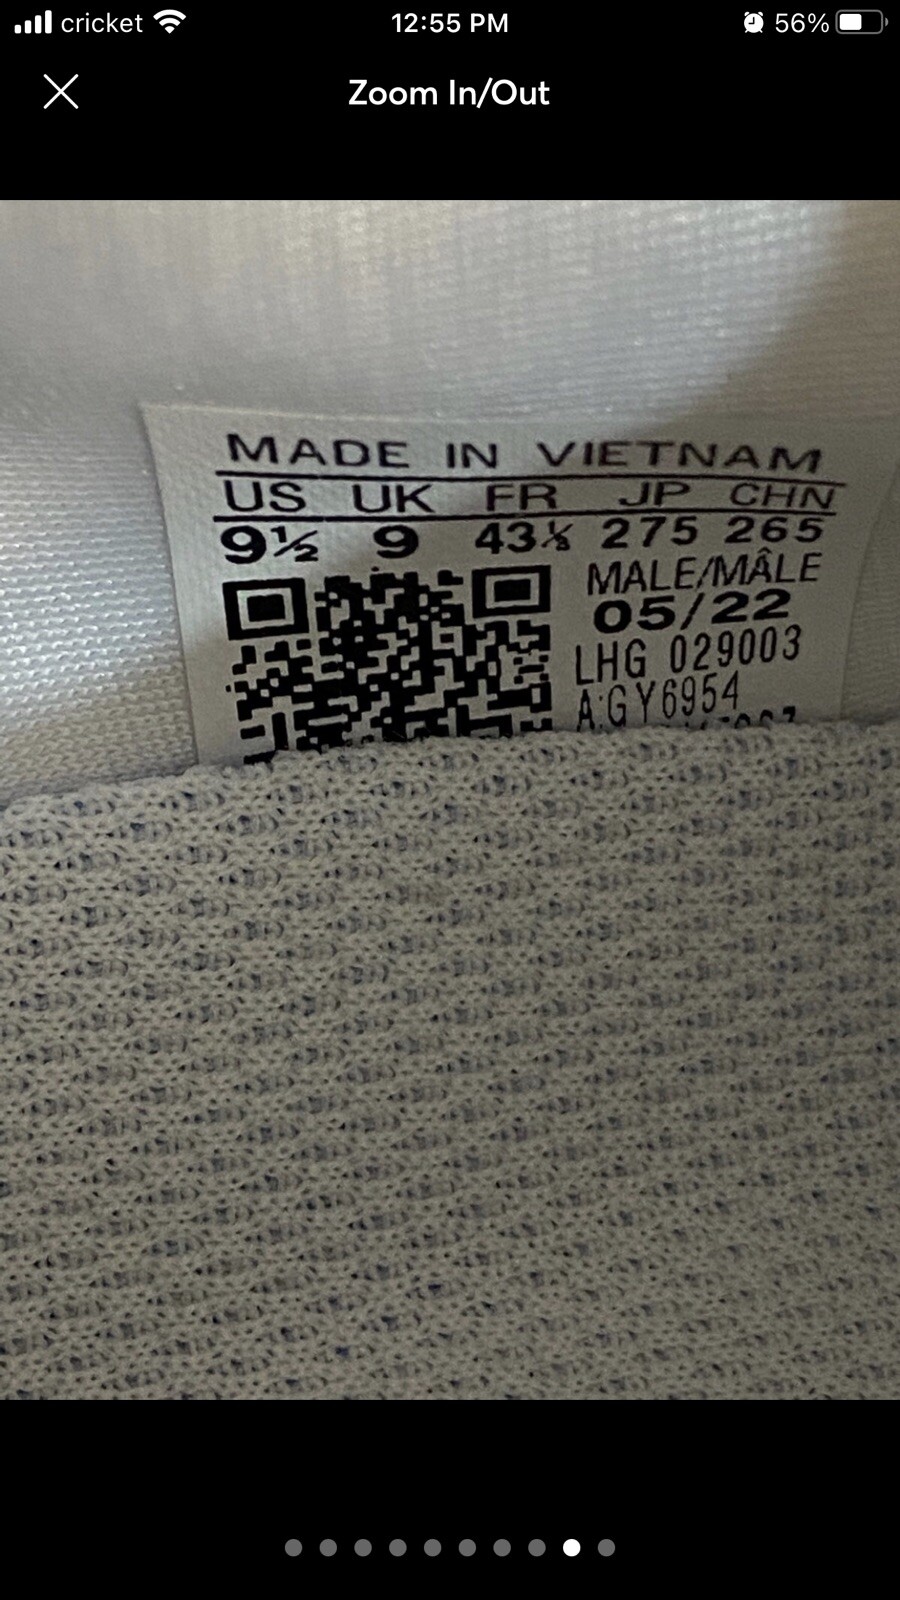 cricket 12:55 PM 56%
Zoom In/Out
MADE IN VIETNAM
US UK FR JP CHN
9½ 9 43⅓ 275 265
MALE/MÂLE
05/22
LHG 029003
A:GY6954